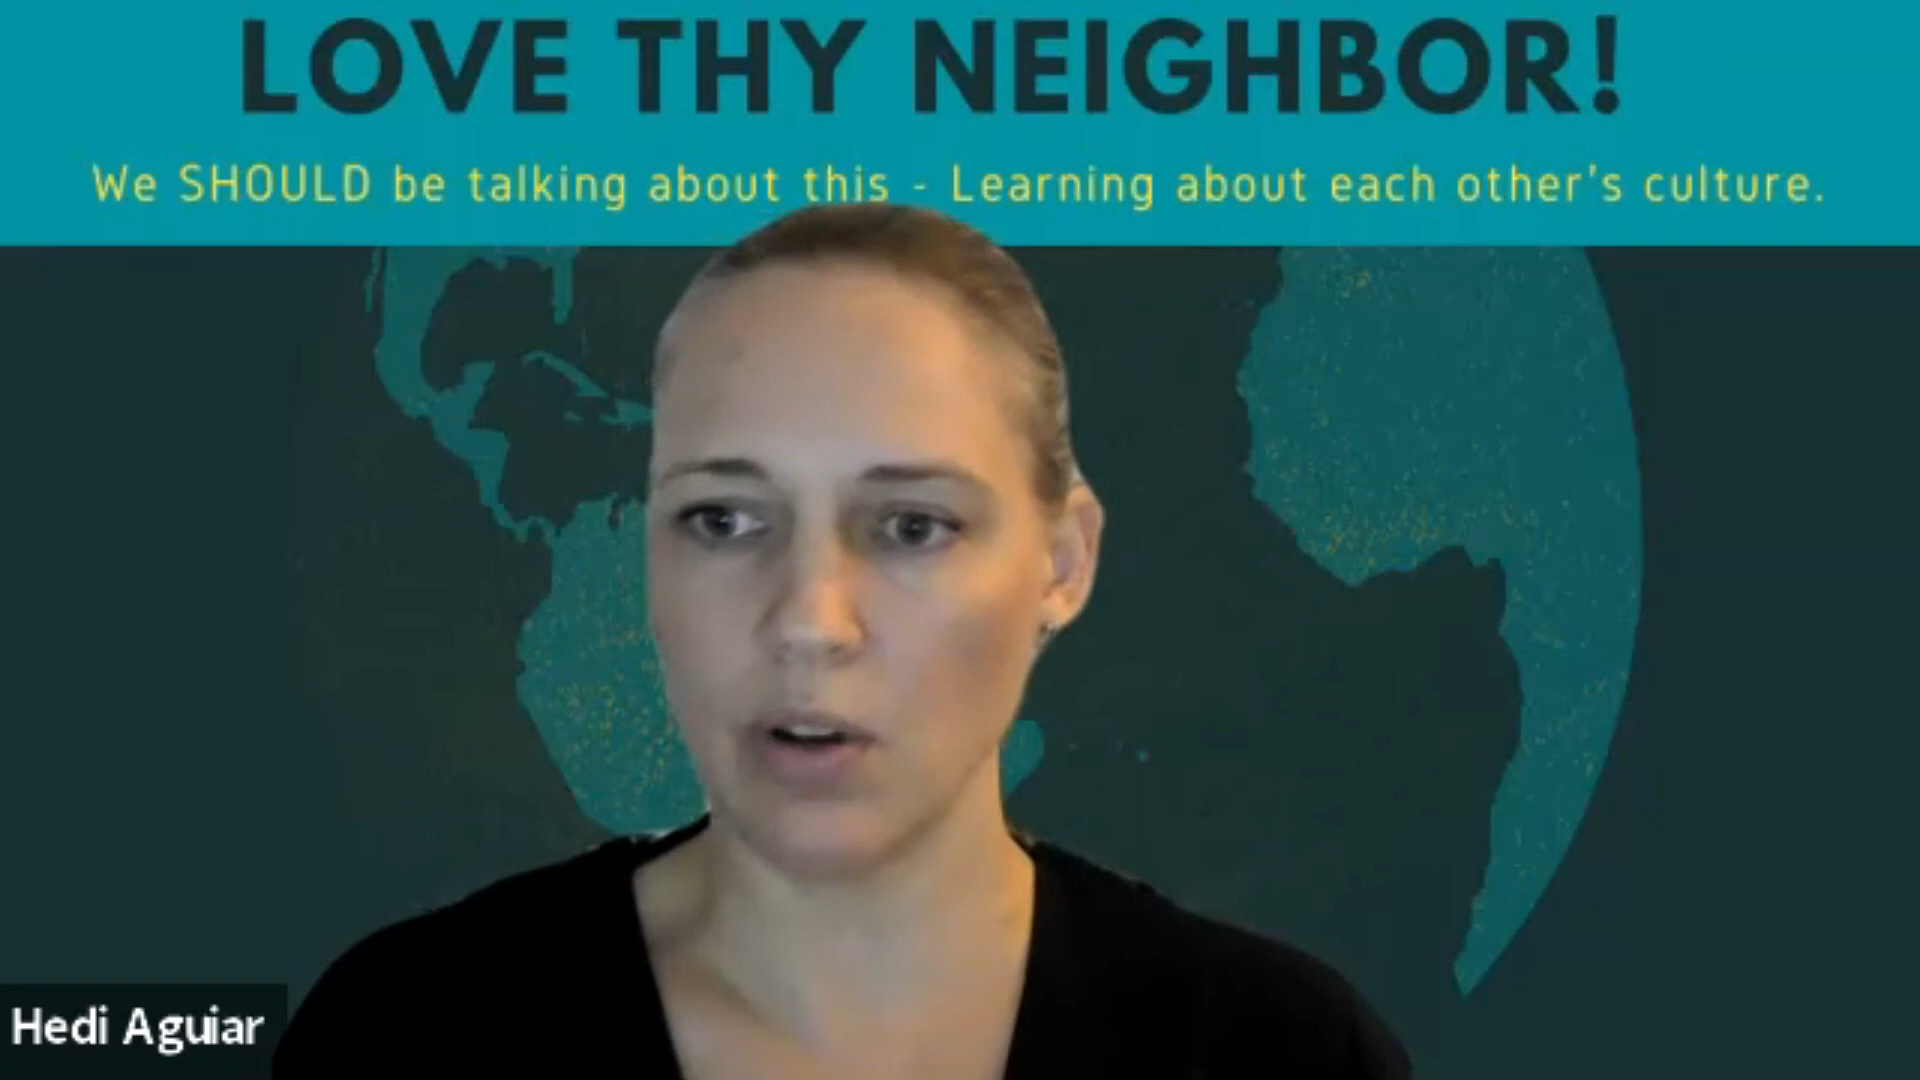 LOVE THY NEIGHBOR!
We SHOULD be talking about this - Learning about each other's culture.
Hedi Aguiar